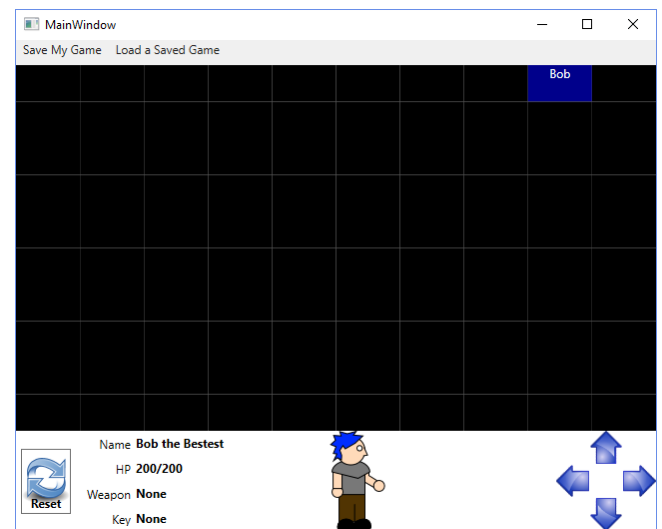 MainWindow
Save My Game Load a Saved Game
Bob
Name Bob the Bestest
HP 200/200
Weapon None
Key None
Reset